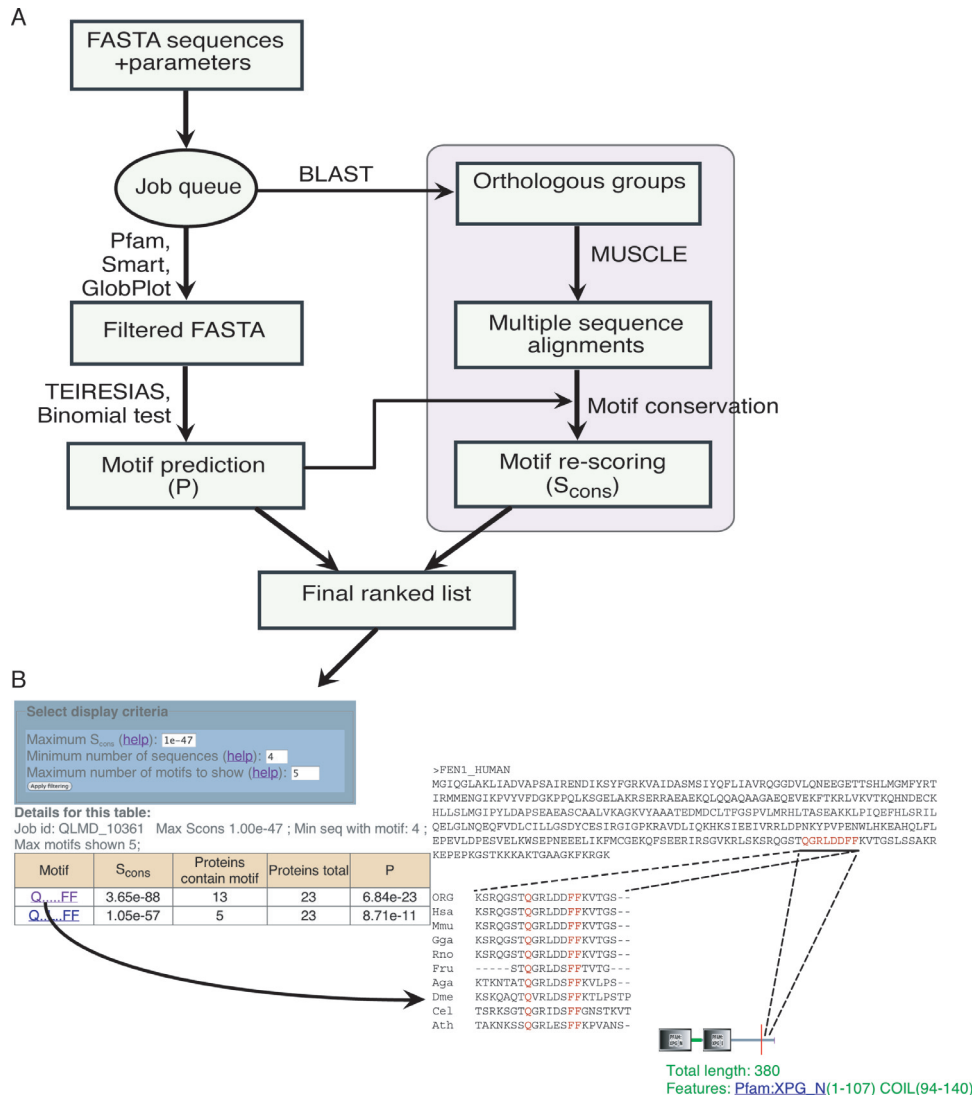 A
FASTA sequences
+parameters
Job queue
BLAST
Orthologous groups
Pfam,
Smart,
GlobPlot
MUSCLE
Filtered FASTA
Multiple sequence
alignments
TEIRESIAS,
Binomial test
Motif conservation
Motif prediction
(P)
Motif re-scoring
(Scons)
Final ranked list
B
Select display criteria
Maximum Scons (help): 1e-47
Minimum number of sequences (help): 4
Maximum number of motifs to show (help): 5
Apply filtering
Details for this table:
Job id: QLMD_10361 Max Scons 1.00e-47 ; Min seq with motif: 4 ;
Max motifs shown 5;
Motif Scons Proteins contain motif Proteins total P
Q.....FF 3.65e-88 13 23 6.84e-23
Q.....FF 1.05e-57 5 23 8.71e-11
>FEN1_HUMAN
MGIQGLAKLIADVAPSAIRENDIKSYFGRKVAIDASMSIYQFLIAVRQGGDVLQNEEGETTSHLMGMFYRT
IRMMENGIKPVYVFDGKPPQLKSGELAKRSERRAEAEKQLQQAQAAGAEQEVEKFTKRLVKVTKQHNDECK
HLLSLMGIPYLDAPSEAEASCAALVKAGKVYAAATEDMDCLTFGSPVLMRHLTASEAKKLPIQEFHLSRIL
QELGLNQEQFVDLCILLGSDYCESIRGIGPKRAVDLIQKHKSIEEIVRRLDPNKYPVPENWLHKEAHQLFL
EPEVLDPESVELKWSEPNEEELIKFMCGEKQFSEERIRSGVKRLSKSRQGSTQGRLDDFFKVTGSLSSAKR
KEPEPKGSTKKKAKTGAAGKFKRGK
ORG KSRQGSTQGRLDDFFKVTGS--
Hsa KSRQGSTQGRLDDFFKVTGS--
Mmu KSRQGSTQGRLDDFFKVTGS--
Gga KSRQGSTQGRLDDFFKVTGS--
Rno KSRQGSTQGRLDDFFKVTGS--
Fru -----STQGRLDSFFTVTG---
Aga KTKNTATQGRLDSFFKVLPS--
Dme KSKQAQTQVRLDSFFKTLPSTP
Cel TSRKSGTQGRIDSFFGNSTKVT
Ath TAKNKSSQGRLESFFKPVANS-
PFAM: XPG_N
PFAM: XPG_I
Total length: 380
Features: Pfam:XPG_N(1-107) COIL(94-140)